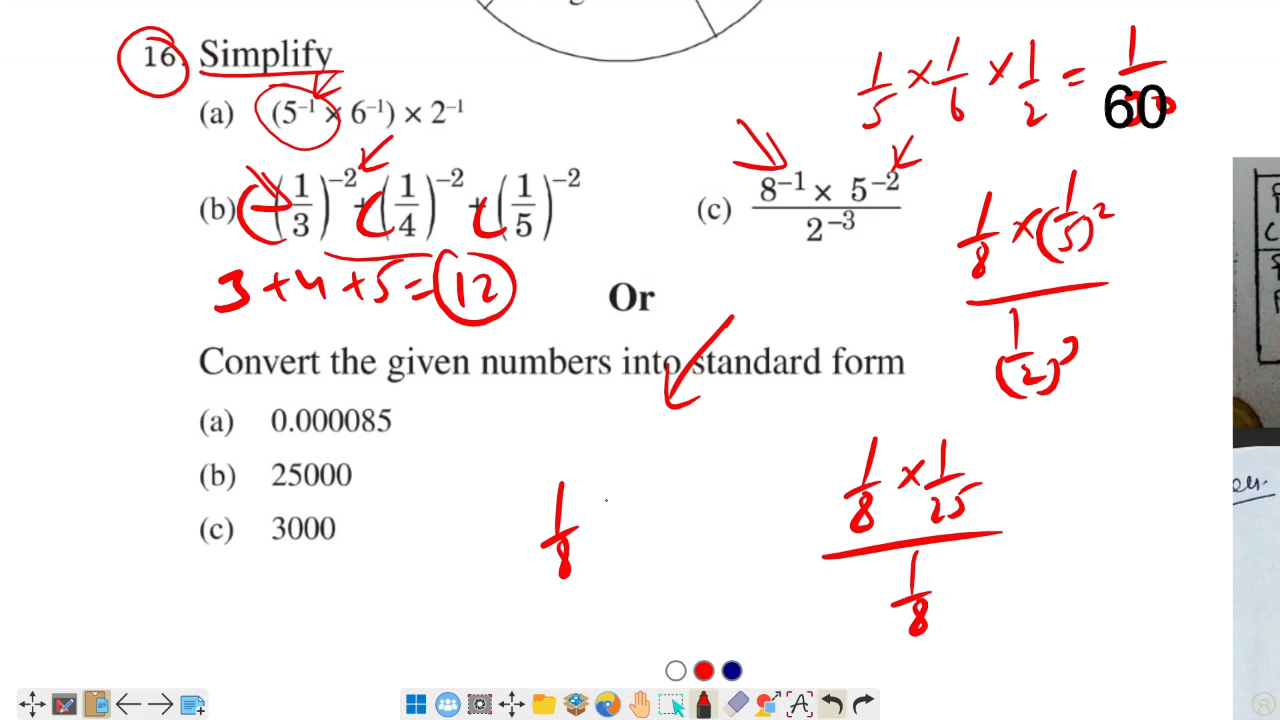 16. Simplify
(a) (5⁻¹ × 6⁻¹) × 2⁻¹
1/5 × 1/6 × 1/2 = 1/60
(b) (1/3)⁻² + (1/4)⁻² + (1/5)⁻²
3 + 4 + 5 = 12
(c) (8⁻¹ × 5⁻²)/2⁻³
(1/8 × (1/5)²)/(1/2)³
Or
Convert the given numbers into standard form
(a) 0.000085
(b) 25000
(c) 3000
1/8
(1/8 × 1/25)/(1/8)